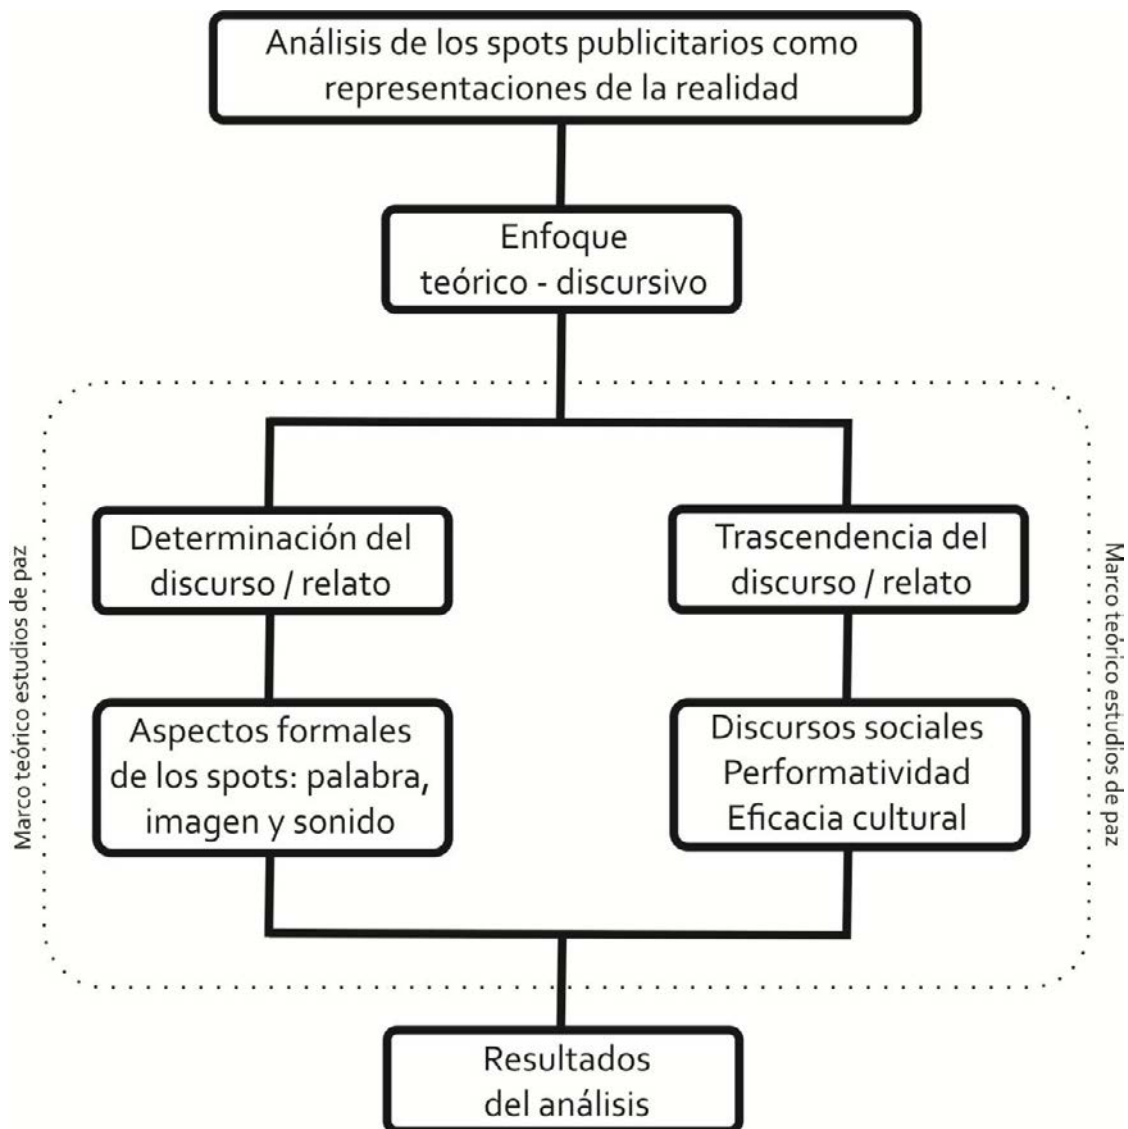 Análisis de los spots publicitarios como
representaciones de la realidad
Enfoque
teórico - discursivo
Determinación del
discurso / relato
Trascendencia del
discurso / relato
Aspectos formales
de los spots: palabra,
imagen y sonido
Discursos sociales
Performatividad
Eficacia cultural
Marco teórico estudios de paz
Marco teórico estudios de paz
Resultados
del análisis